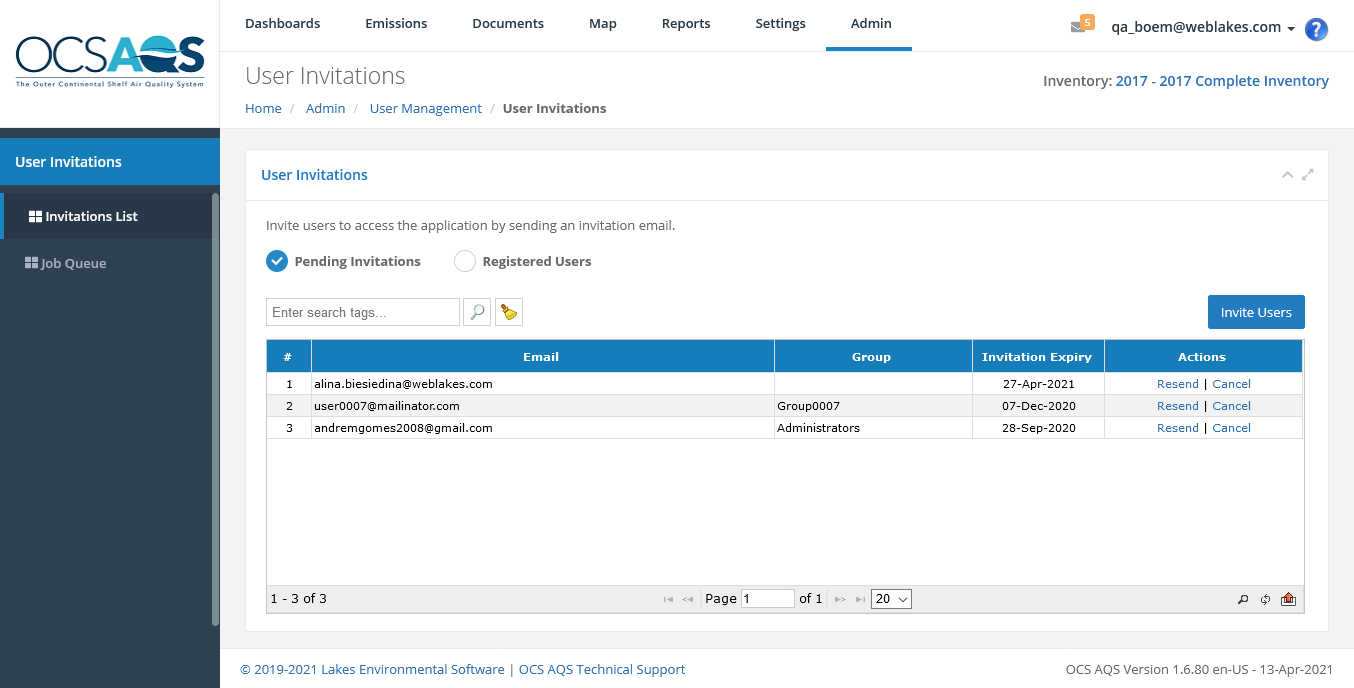 OCSAQS
The Outer Continental Shelf Air Quality System
Dashboards Emissions Documents Map Reports Settings Admin
5 qa_boem@weblakes.com ?
User Invitations
Inventory: 2017 - 2017 Complete Inventory
Home / Admin / User Management / User Invitations
User Invitations
Invitations List
Job Queue
User Invitations
Invite users to access the application by sending an invitation email.
Pending Invitations Registered Users
Enter search tags... Invite Users
# Email Group Invitation Expiry Actions
1 alina.biesiedina@weblakes.com 27-Apr-2021 Resend | Cancel
2 user0007@mailinator.com Group0007 07-Dec-2020 Resend | Cancel
3 andremgomes2008@gmail.com Administrators 28-Sep-2020 Resend | Cancel
1 - 3 of 3 Page 1 of 1 20
© 2019-2021 Lakes Environmental Software | OCS AQS Technical Support OCS AQS Version 1.6.80 en-US - 13-Apr-2021